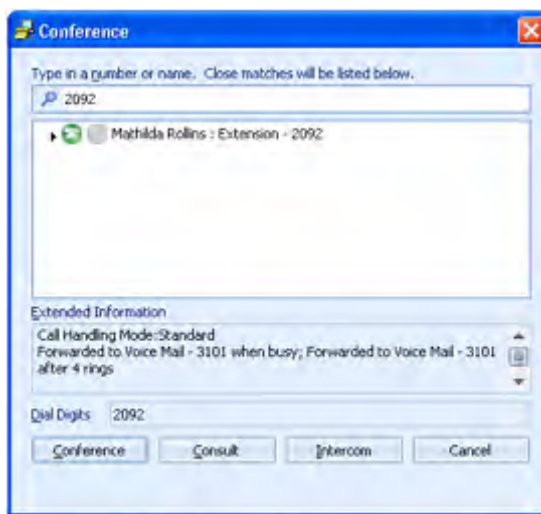 Conference
Type in a number or name. Close matches will be listed below.
2092
Mathilda Rollins : Extension - 2092
Extended Information
Call Handling Mode:Standard
Forwarded to Voice Mail - 3101 when busy; Forwarded to Voice Mail - 3101
after 4 rings
Dial Digits 2092
Conference Consult Intercom Cancel